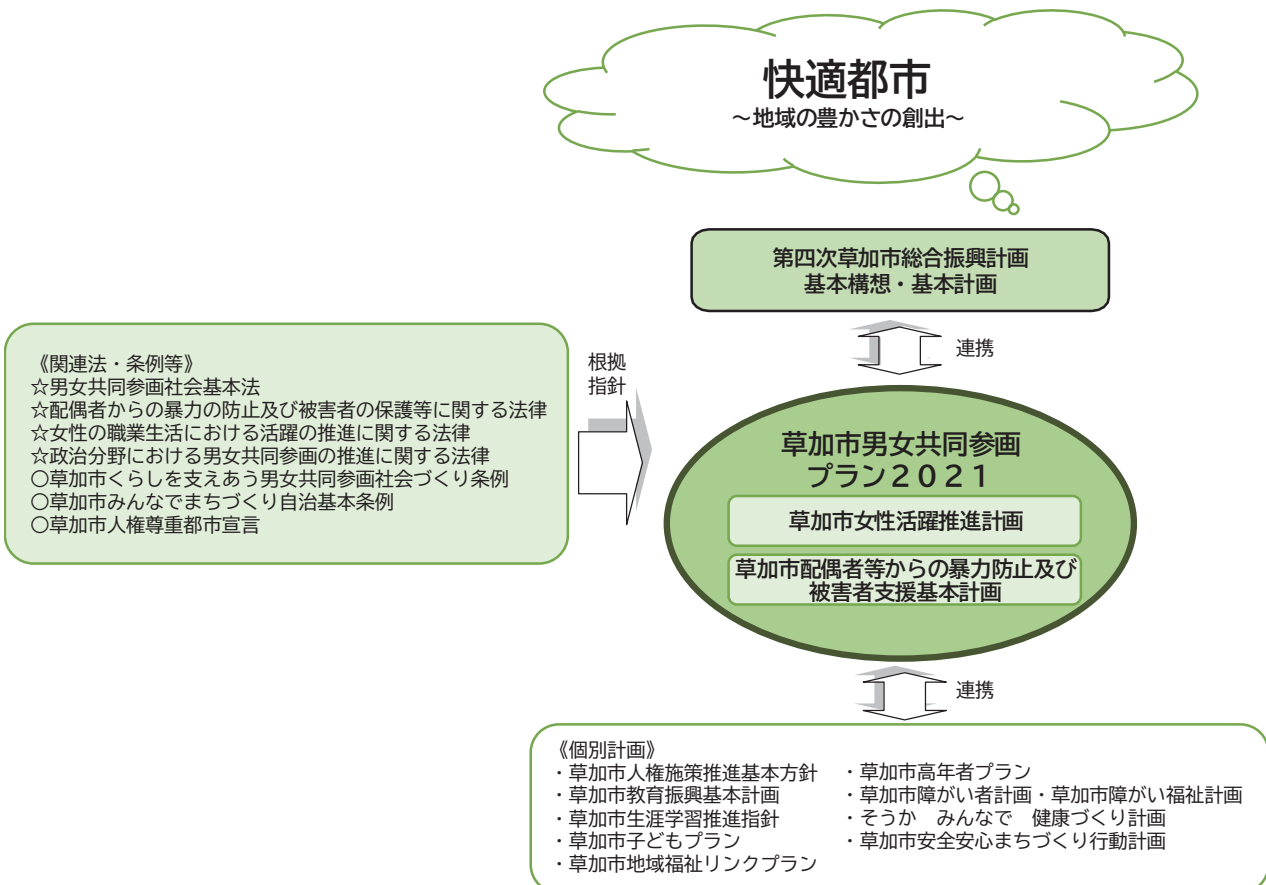 快適都市
～地域の豊かさの創出～
第四次草加市総合振興計画
基本構想・基本計画
連携
《関連法・条例等》
☆男女共同参画社会基本法
☆配偶者からの暴力の防止及び被害者の保護等に関する法律
☆女性の職業生活における活躍の推進に関する法律
☆政治分野における男女共同参画の推進に関する法律
○草加市くらしを支えあう男女共同参画社会づくり条例
○草加市みんなでまちづくり自治基本条例
○草加市人権尊重都市宣言
根拠
指針
草加市男女共同参画
プラン２０２１
草加市女性活躍推進計画
草加市配偶者等からの暴力防止及び
被害者支援基本計画
連携
《個別計画》
・草加市人権施策推進基本方針
・草加市教育振興基本計画
・草加市生涯学習推進指針
・草加市子どもプラン
・草加市地域福祉リンクプラン
・草加市高年者プラン
・草加市障がい者計画・草加市障がい福祉計画
・そうか　みんなで　健康づくり計画
・草加市安全安心まちづくり行動計画